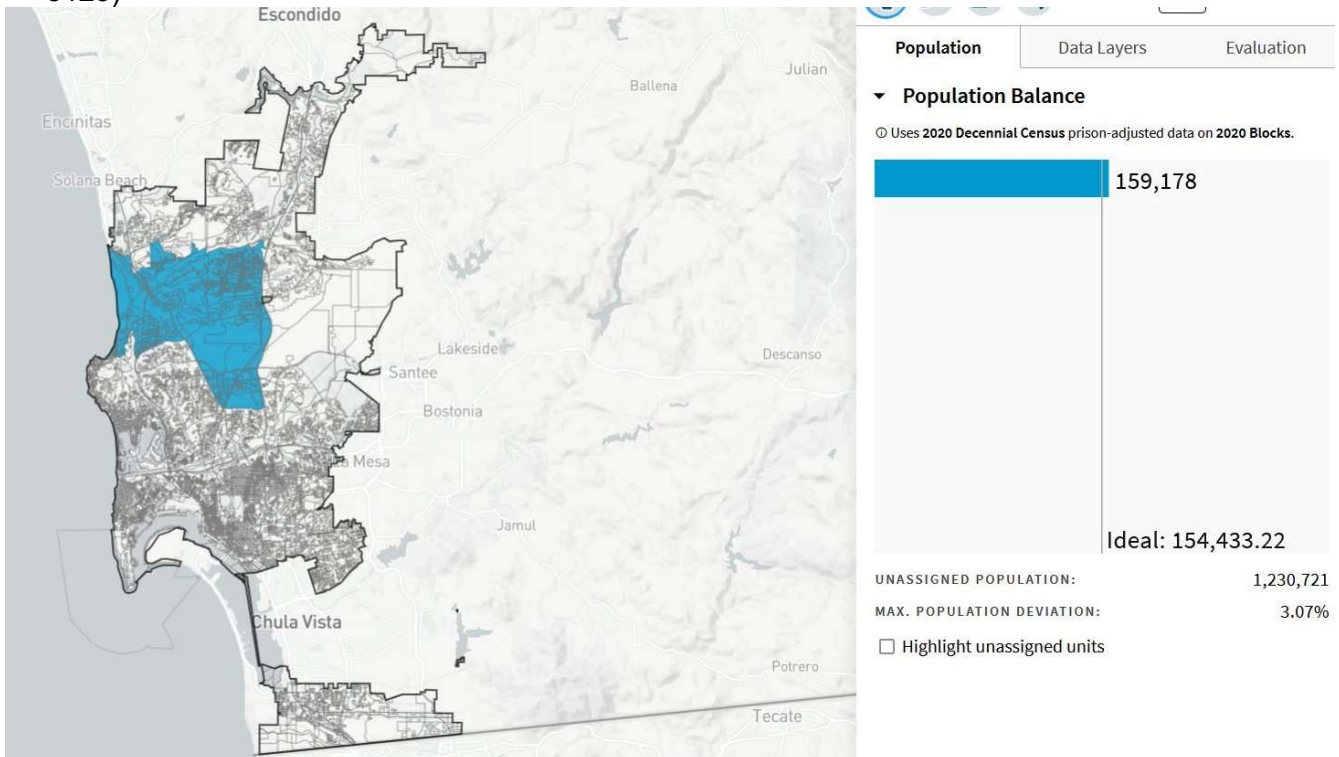 Escondido
Julian
Ballena
Encinitas
Solana Beach
Lakeside
Descanso
Santee
Bostonia
Mesa
Jamul
Chula Vista
Potrero
Tecate
Population
Data Layers
Evaluation
Population Balance
Uses 2020 Decennial Census prison-adjusted data on 2020 Blocks.
159,178
Ideal: 154,433.22
UNASSIGNED POPULATION: 1,230,721
MAX. POPULATION DEVIATION: 3.07%
Highlight unassigned units